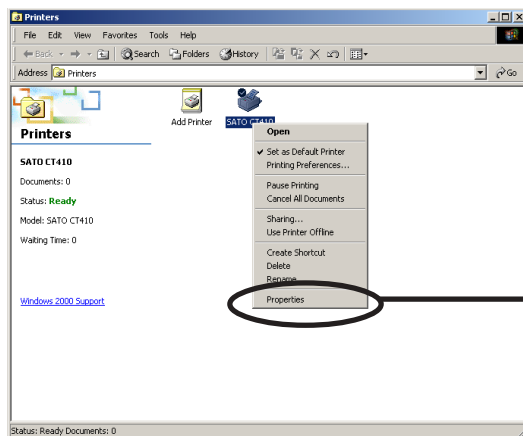 Printers
File Edit View Favorites Tools Help
Back Search Folders History
Address Printers Go
Add Printer SATO CT410
Printers
SATO CT410
Documents: 0
Status: Ready
Model: SATO CT410
Waiting Time: 0
Windows 2000 Support
Open
Set as Default Printer
Printing Preferences...
Pause Printing
Cancel All Documents
Sharing...
Use Printer Offline
Create Shortcut
Delete
Rename
Properties
Status: Ready Documents: 0